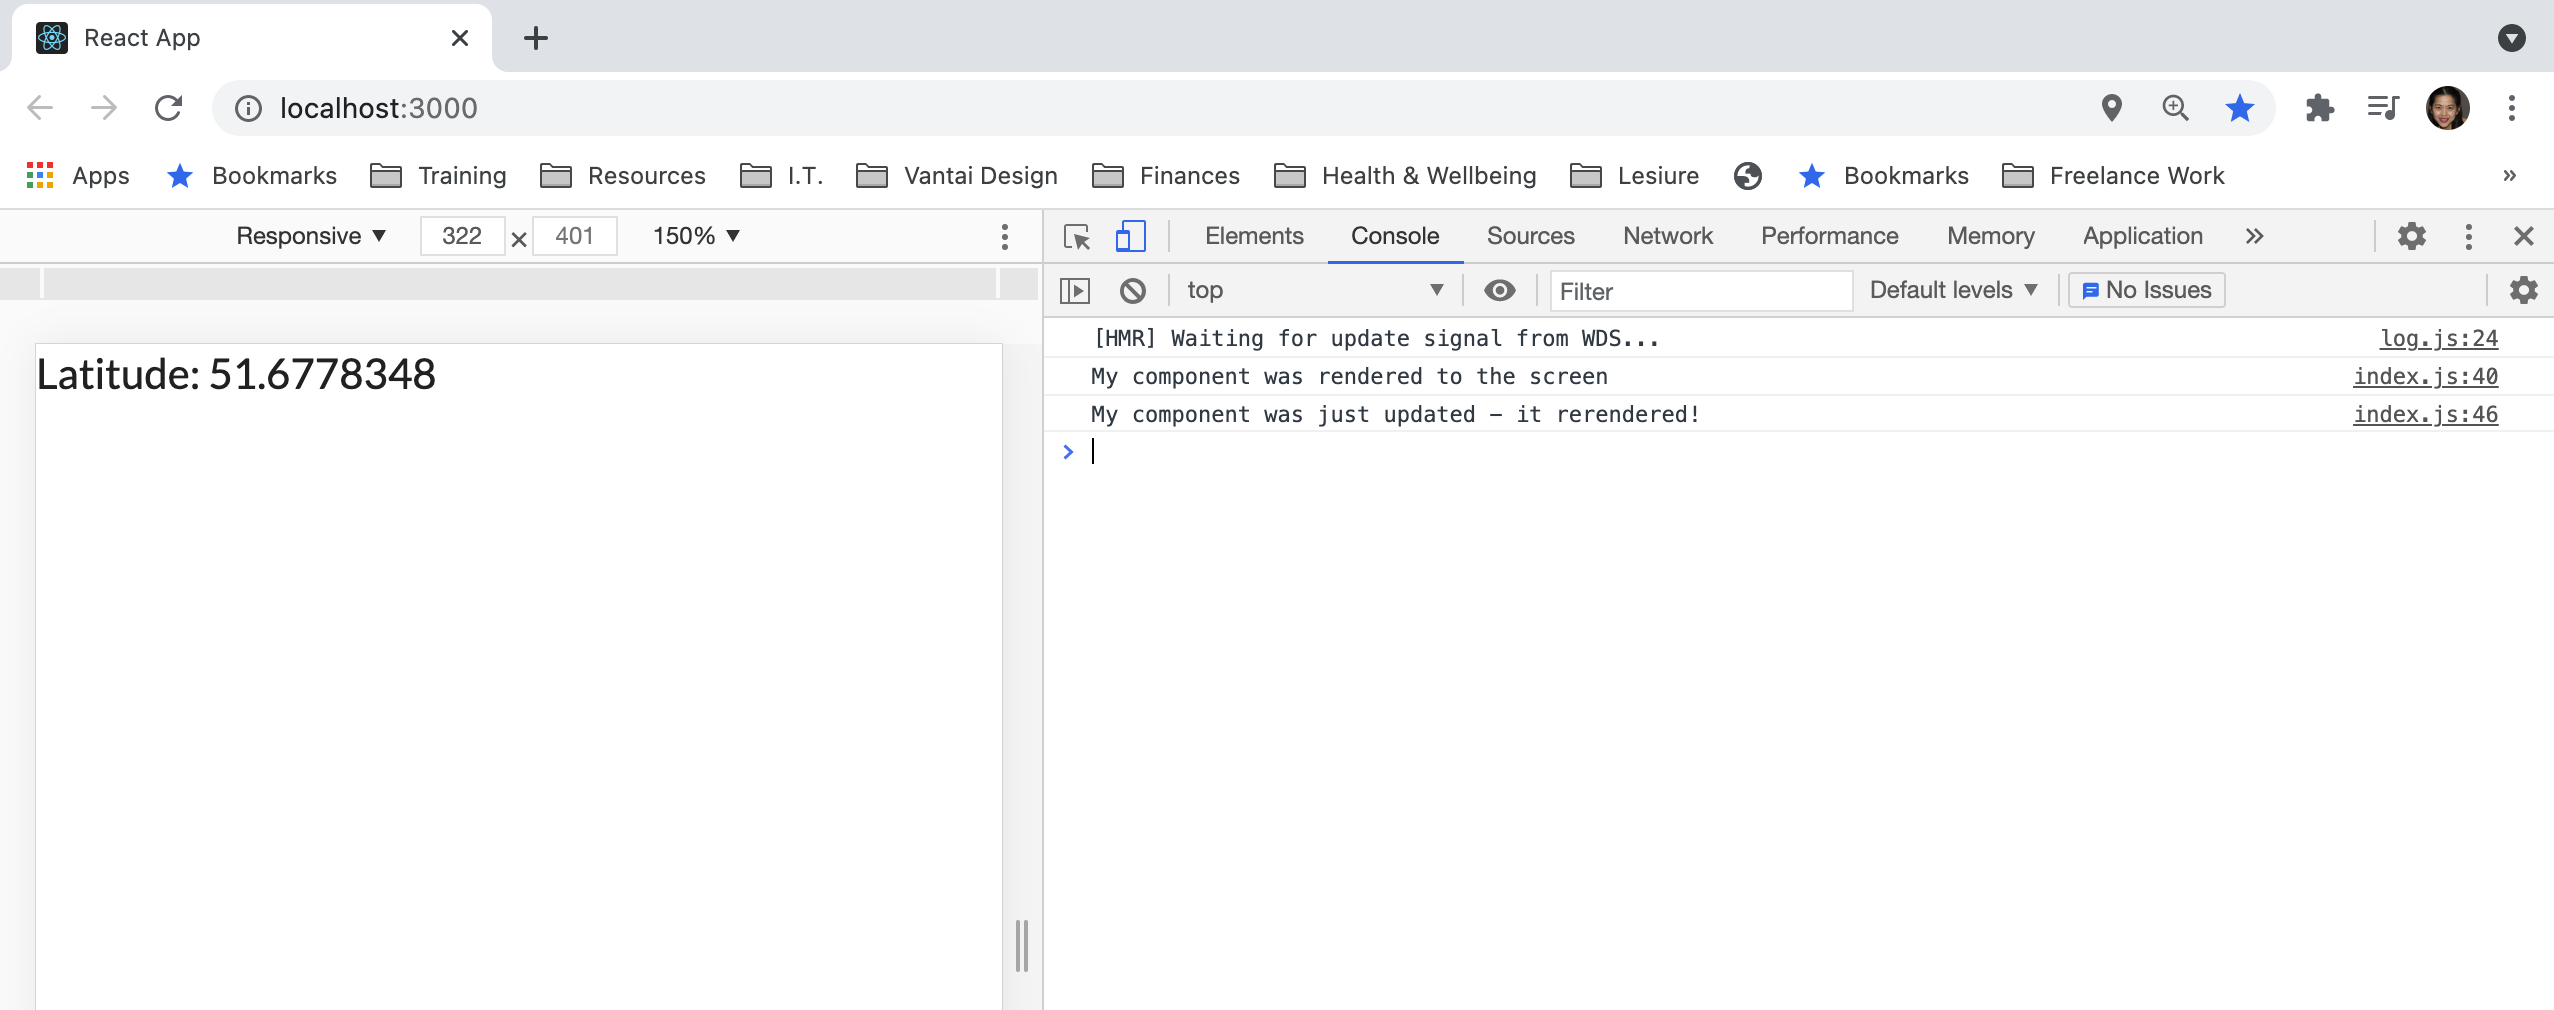 React App
localhost:3000
Apps Bookmarks Training Resources I.T. Vantai Design Finances Health & Wellbeing Lesiure Bookmarks Freelance Work »
Responsive ▼ 322 × 401 150% ▼
Elements Console Sources Network Performance Memory Application »
top ▼ Filter Default levels ▼ No Issues
Latitude: 51.6778348
[HMR] Waiting for update signal from WDS... log.js:24
My component was rendered to the screen index.js:40
My component was just updated - it rerendered! index.js:46
>